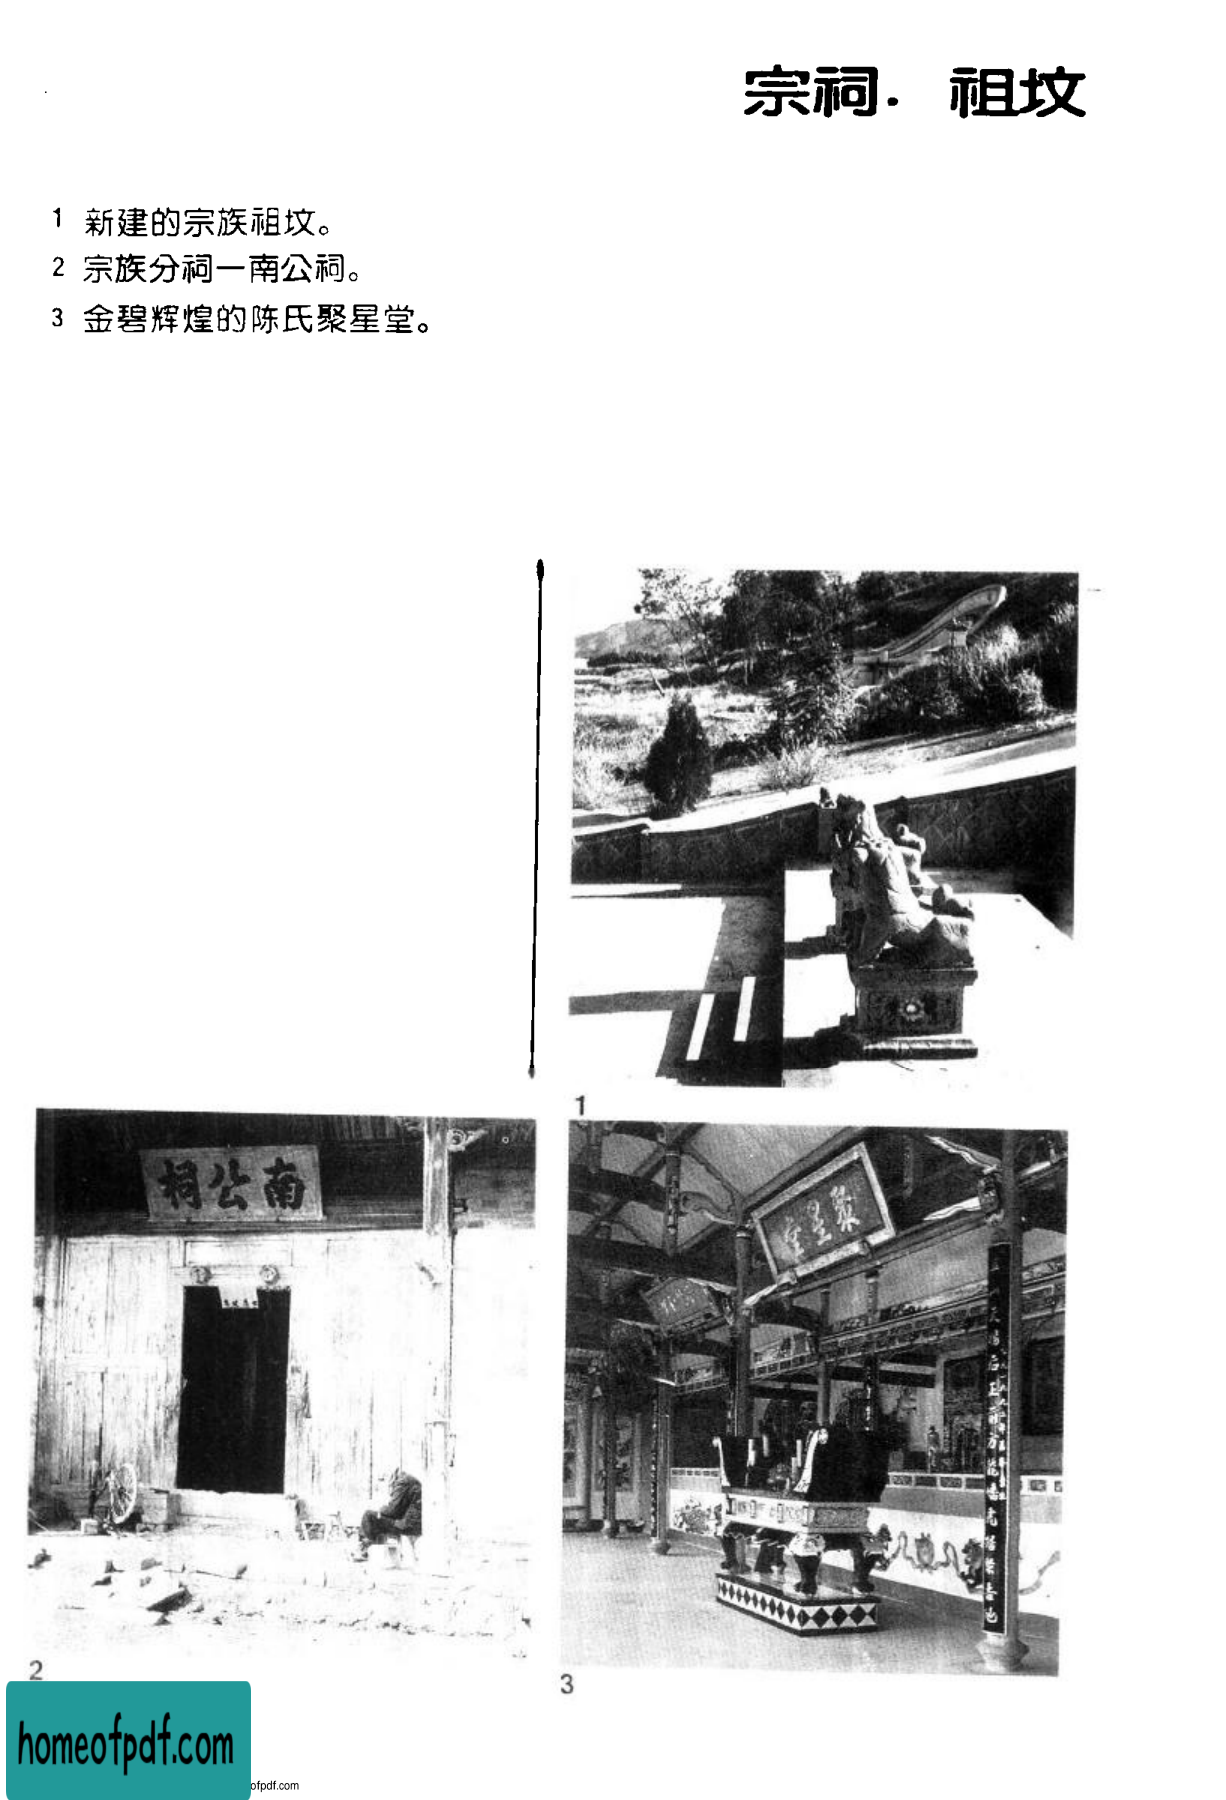 宗祠. 祖坟
1 新建的宗族祖坟。
2 宗族分祠一南公祠。
3 金碧辉煌的陈氏聚星堂。
1
祠公南
堂星聚
2
3
homeofpdf.com
ofpdf.com